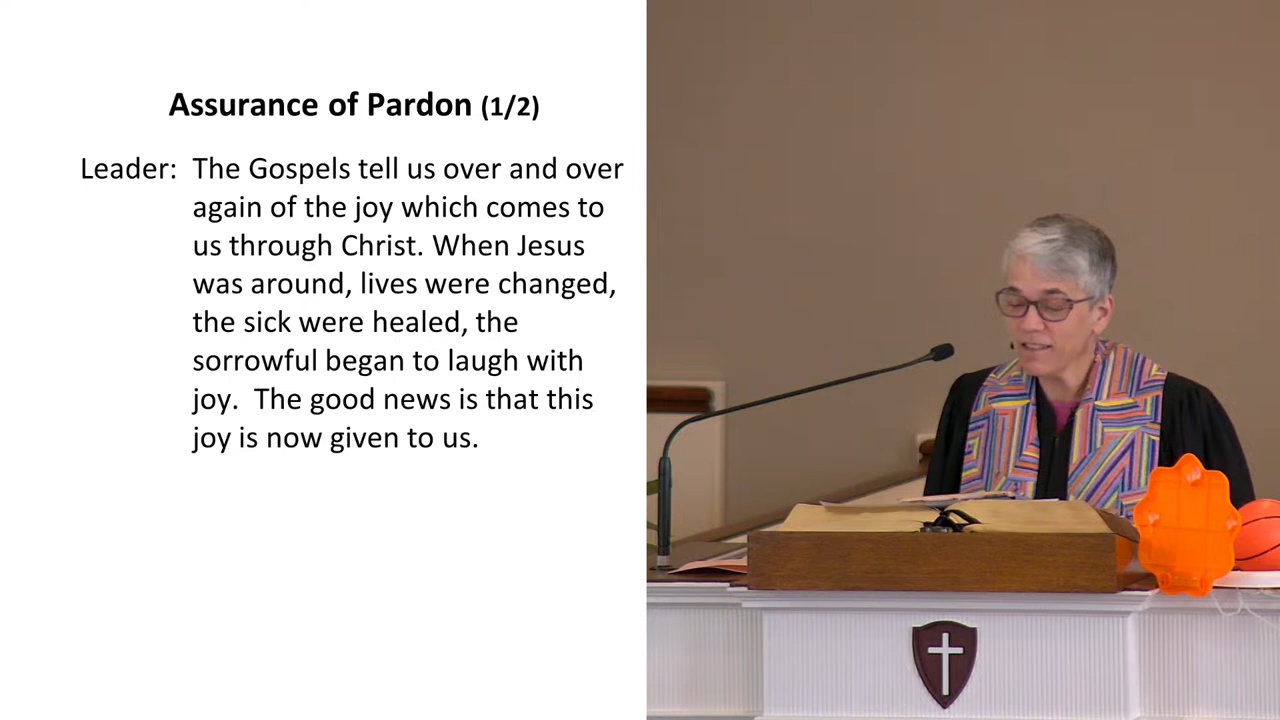 Assurance of Pardon (1/2)
Leader: The Gospels tell us over and over
again of the joy which comes to
us through Christ. When Jesus
was around, lives were changed,
the sick were healed, the
sorrowful began to laugh with
joy.  The good news is that this
joy is now given to us.